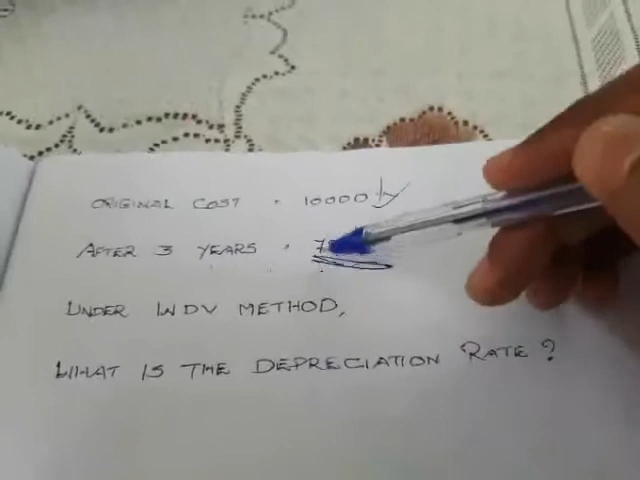 ORIGINAL COST - 10000 /-
AFTER 3 YEARS -
UNDER WDV METHOD,
WHAT IS THE DEPRECIATION RATE?